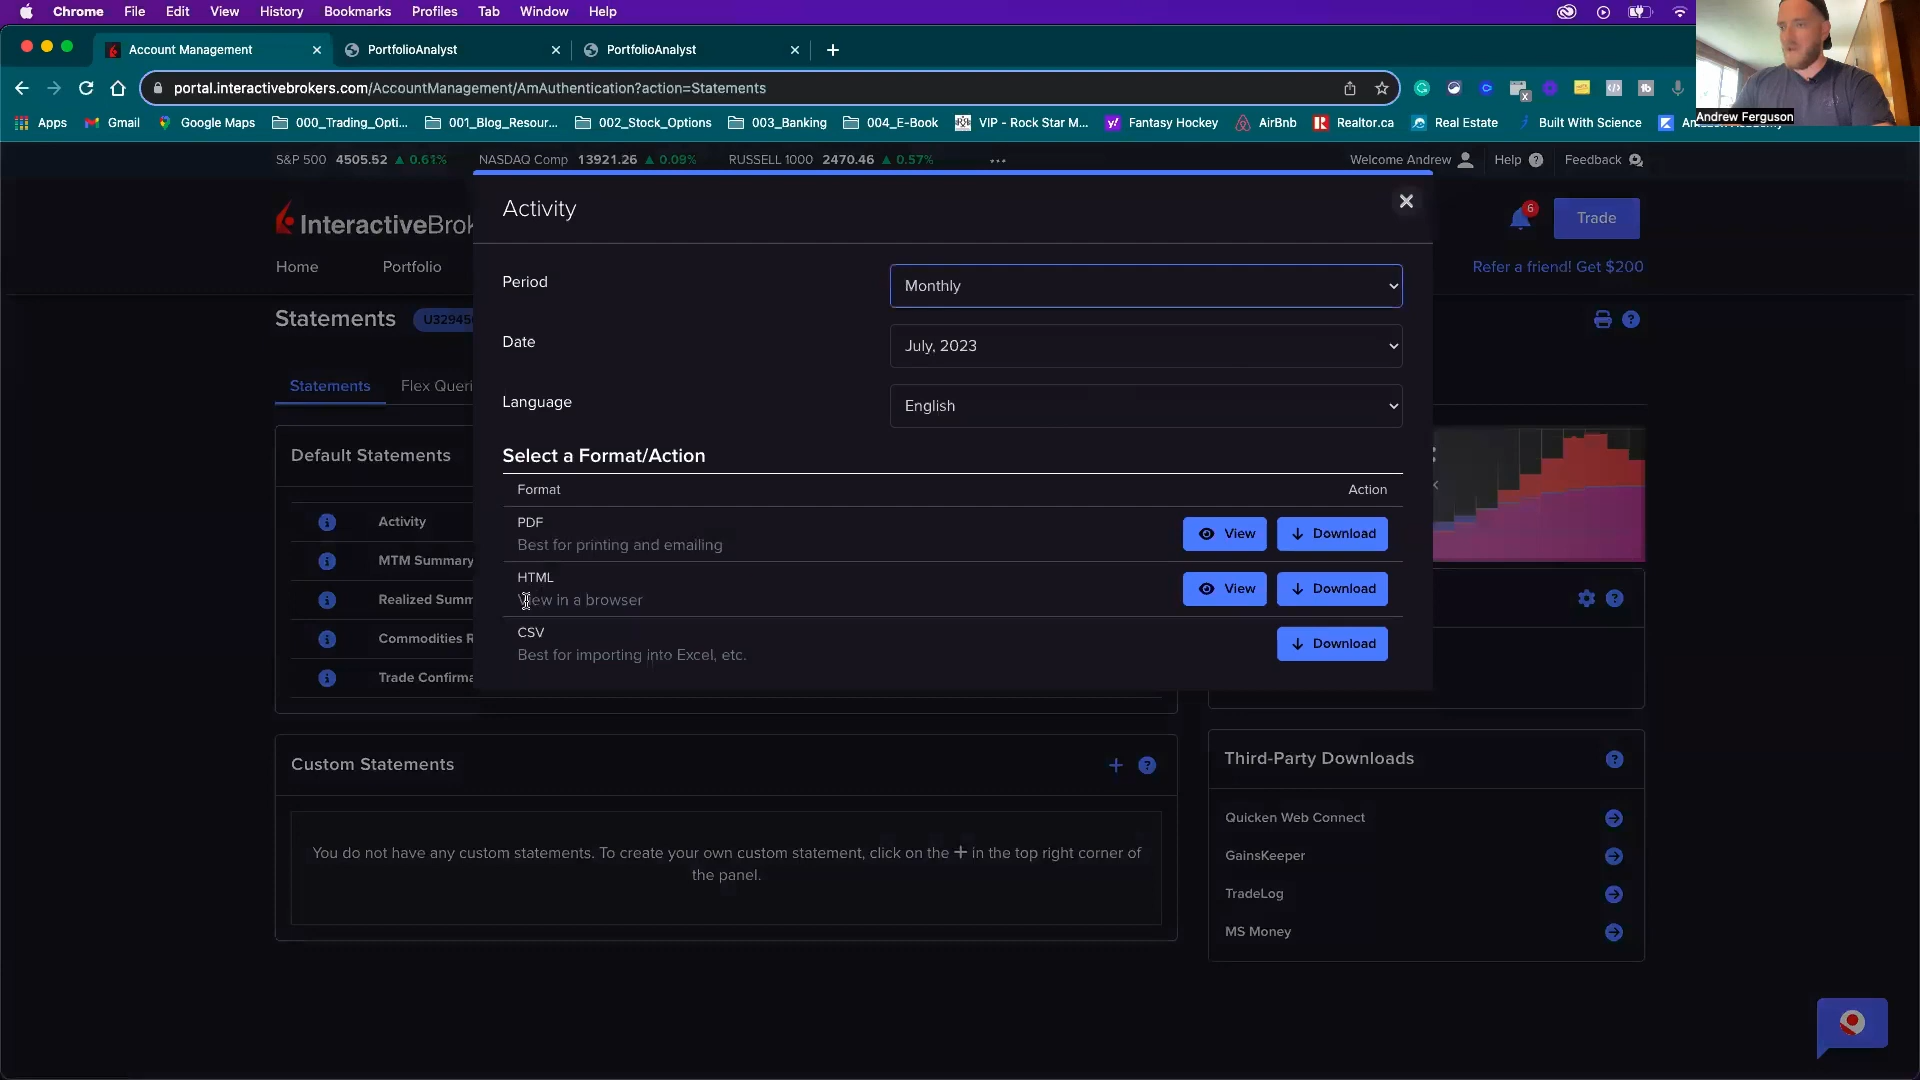 Chrome File Edit View History Bookmarks Profiles Tab Window Help
Account Management
PortfolioAnalyst
PortfolioAnalyst
portal.interactivebrokers.com/AccountManagement/AmAuthentication?action=Statements
Andrew Ferguson
Apps Gmail Google Maps 000_Trading_Opti... 001_Blog_Resour... 002_Stock_Options 003_Banking 004_E-Book VIP - Rock Star M... Fantasy Hockey AirBnb Realtor.ca Real Estate Built With Science
S&P 500 4505.52 ▲ 0.61% NASDAQ Comp 13921.26 ▲ 0.09% RUSSELL 1000 2470.46 ▲ 0.57% ••• Welcome Andrew Help Feedback
InteractiveBrok
6
Trade
Home Portfolio
Refer a friend! Get $200
Statements
Statements Flex Queri
Activity
Period
Monthly
Date
July, 2023
Language
English
Select a Format/Action
Format Action
PDF
Best for printing and emailing
View Download
HTML
View in a browser
View Download
CSV
Best for importing into Excel, etc.
Download
Default Statements
Activity
MTM Summary
Realized Summ
Commodities R
Trade Confirma
Custom Statements
You do not have any custom statements. To create your own custom statement, click on the + in the top right corner of
the panel.
Third-Party Downloads
Quicken Web Connect
GainsKeeper
TradeLog
MS Money